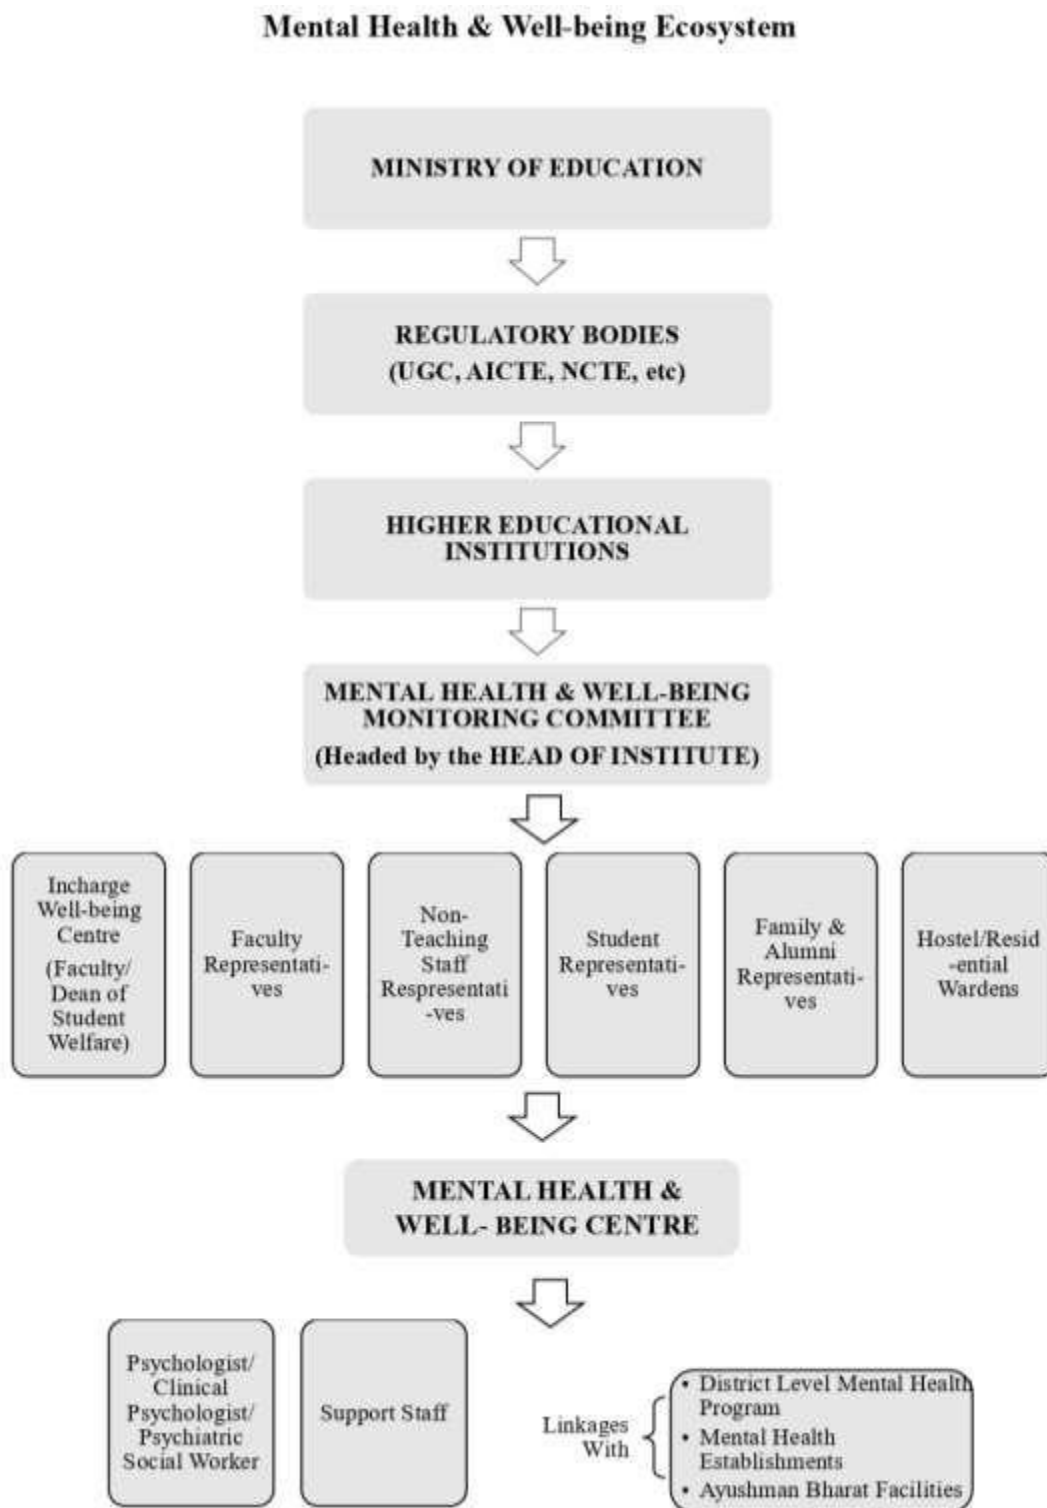 Mental Health & Well-being Ecosystem
MINISTRY OF EDUCATION
REGULATORY BODIES
(UGC, AICTE, NCTE, etc)
HIGHER EDUCATIONAL
INSTITUTIONS
MENTAL HEALTH & WELL-BEING
MONITORING COMMITTEE
(Headed by the HEAD OF INSTITUTE)
Incharge
Well-being
Centre
(Faculty/
Dean of
Student
Welfare)
Faculty
Representati-
ves
Non-
Teaching
Staff
Respresentati
-ves
Student
Representati-
ves
Family &
Alumni
Representati-
ves
Hostel/Resid
-ential
Wardens
MENTAL HEALTH &
WELL- BEING CENTRE
Psychologist/
Clinical
Psychologist/
Psychiatric
Social Worker
Support Staff
Linkages
With
• District Level Mental Health
Program
• Mental Health
Establishments
• Ayushman Bharat Facilities